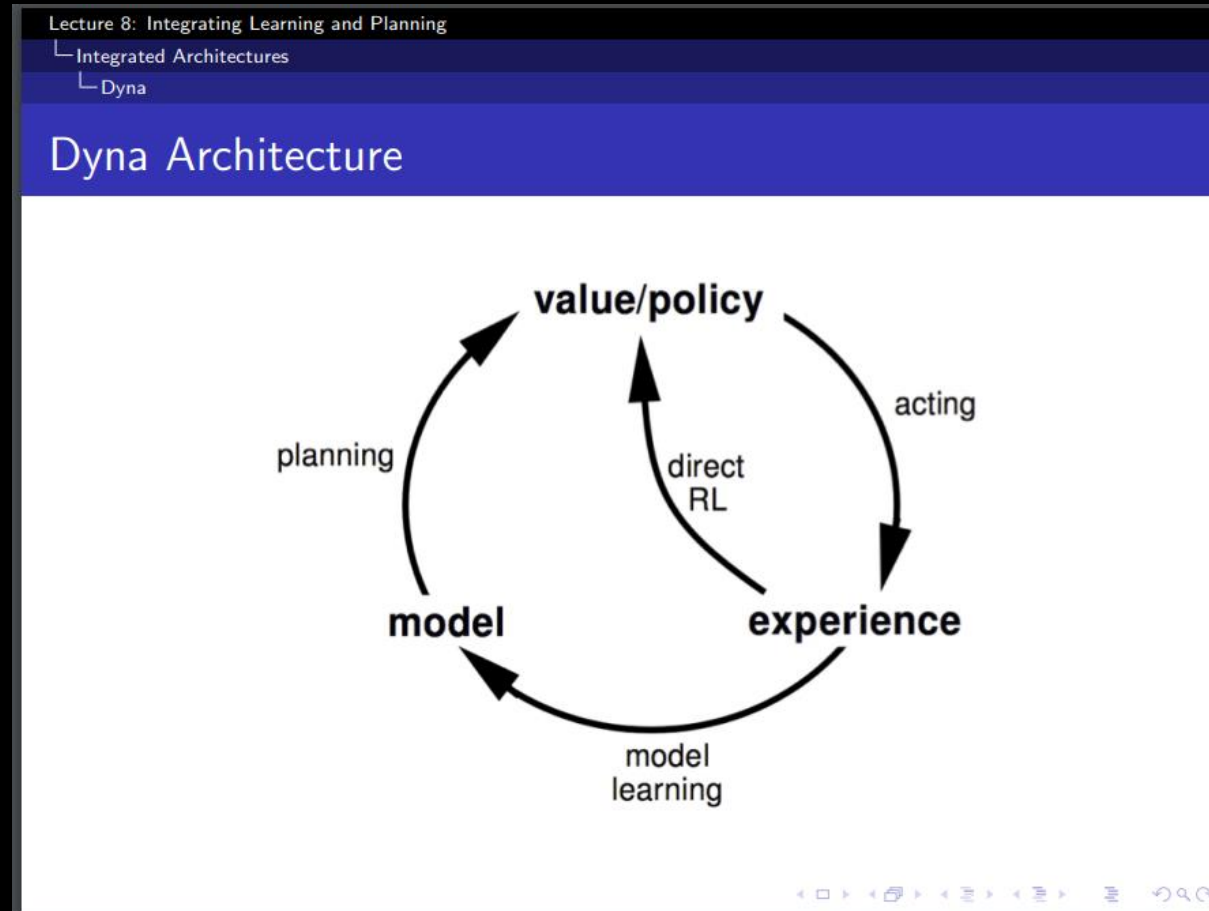 Lecture 8: Integrating Learning and Planning
Integrated Architectures
Dyna
Dyna Architecture
value/policy
acting
planning
direct
RL
model
experience
model
learning